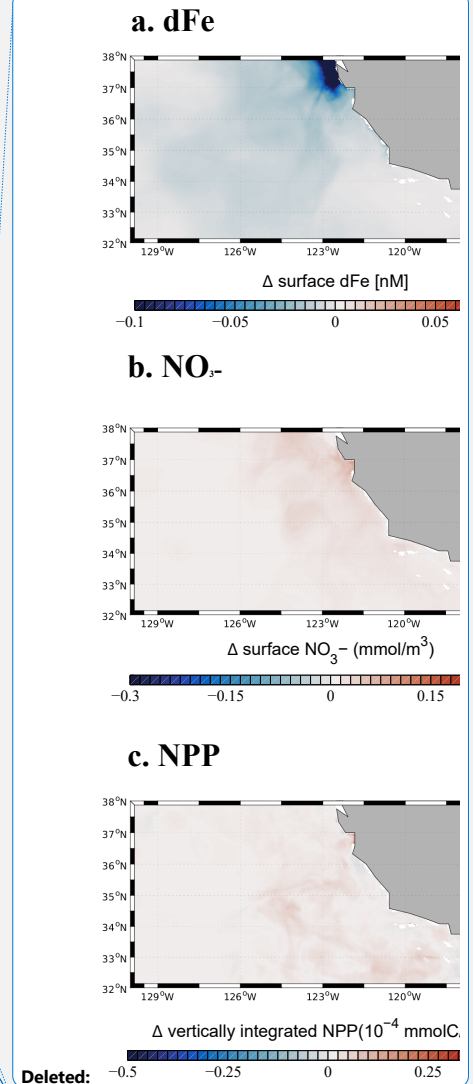 a. dFe
38°N
37°N
36°N
35°N
34°N
33°N
32°N
129°W 126°W 123°W 120°W
Δ surface dFe [nM]
−0.1 −0.05 0 0.05
b. NO₃-
38°N
37°N
36°N
35°N
34°N
33°N
32°N
129°W 126°W 123°W 120°W
Δ surface NO₃− (mmol/m³)
−0.3 −0.15 0 0.15
c. NPP
38°N
37°N
36°N
35°N
34°N
33°N
32°N
129°W 126°W 123°W 120°W
Δ vertically integrated NPP(10⁻⁴ mmolC/
Deleted: −0.5 −0.25 0 0.25